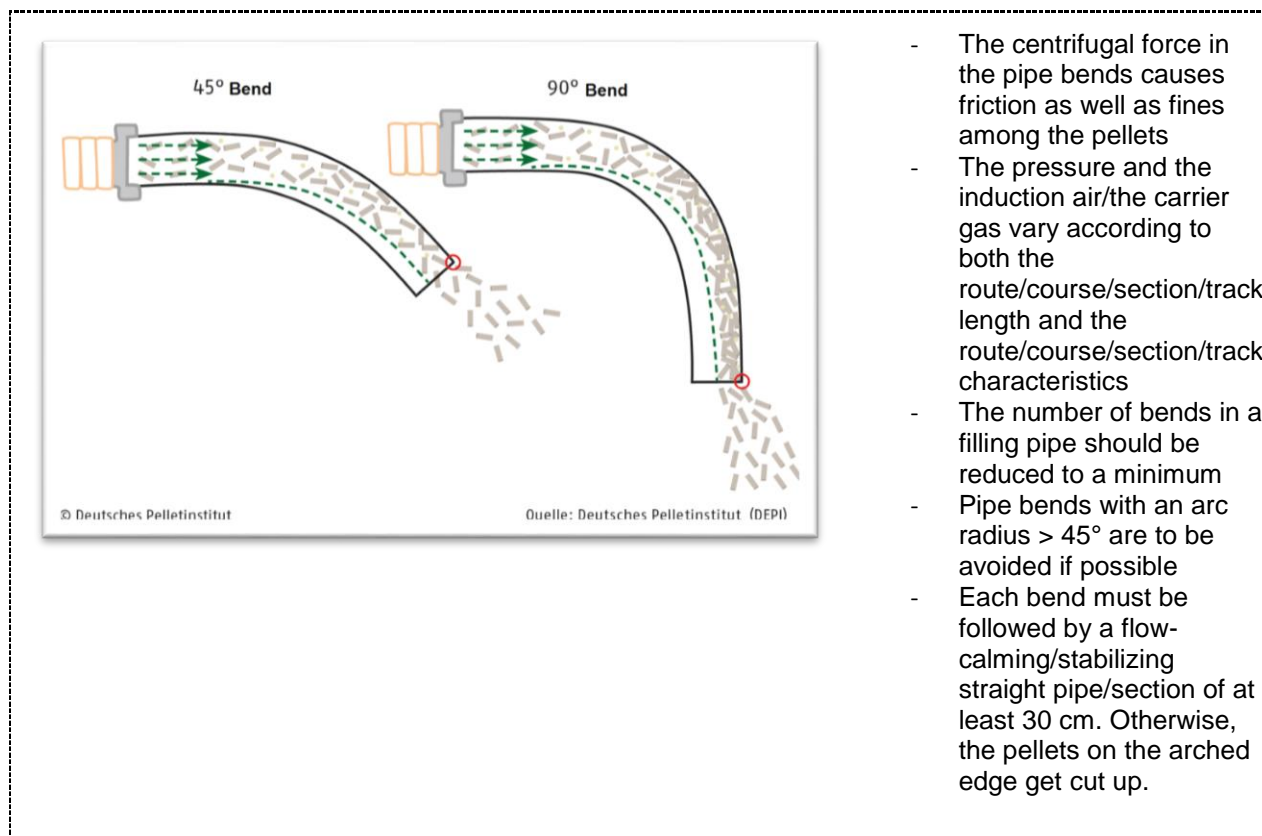 45° Bend
90° Bend
© Deutsches Pelletinstitut
Quelle: Deutsches Pelletinstitut (DEPI)
- The centrifugal force in
the pipe bends causes
friction as well as fines
among the pellets
- The pressure and the
induction air/the carrier
gas vary according to
both the
route/course/section/track
length and the
route/course/section/track
characteristics
- The number of bends in a
filling pipe should be
reduced to a minimum
- Pipe bends with an arc
radius > 45° are to be
avoided if possible
- Each bend must be
followed by a flow-
calming/stabilizing
straight pipe/section of at
least 30 cm. Otherwise,
the pellets on the arched
edge get cut up.